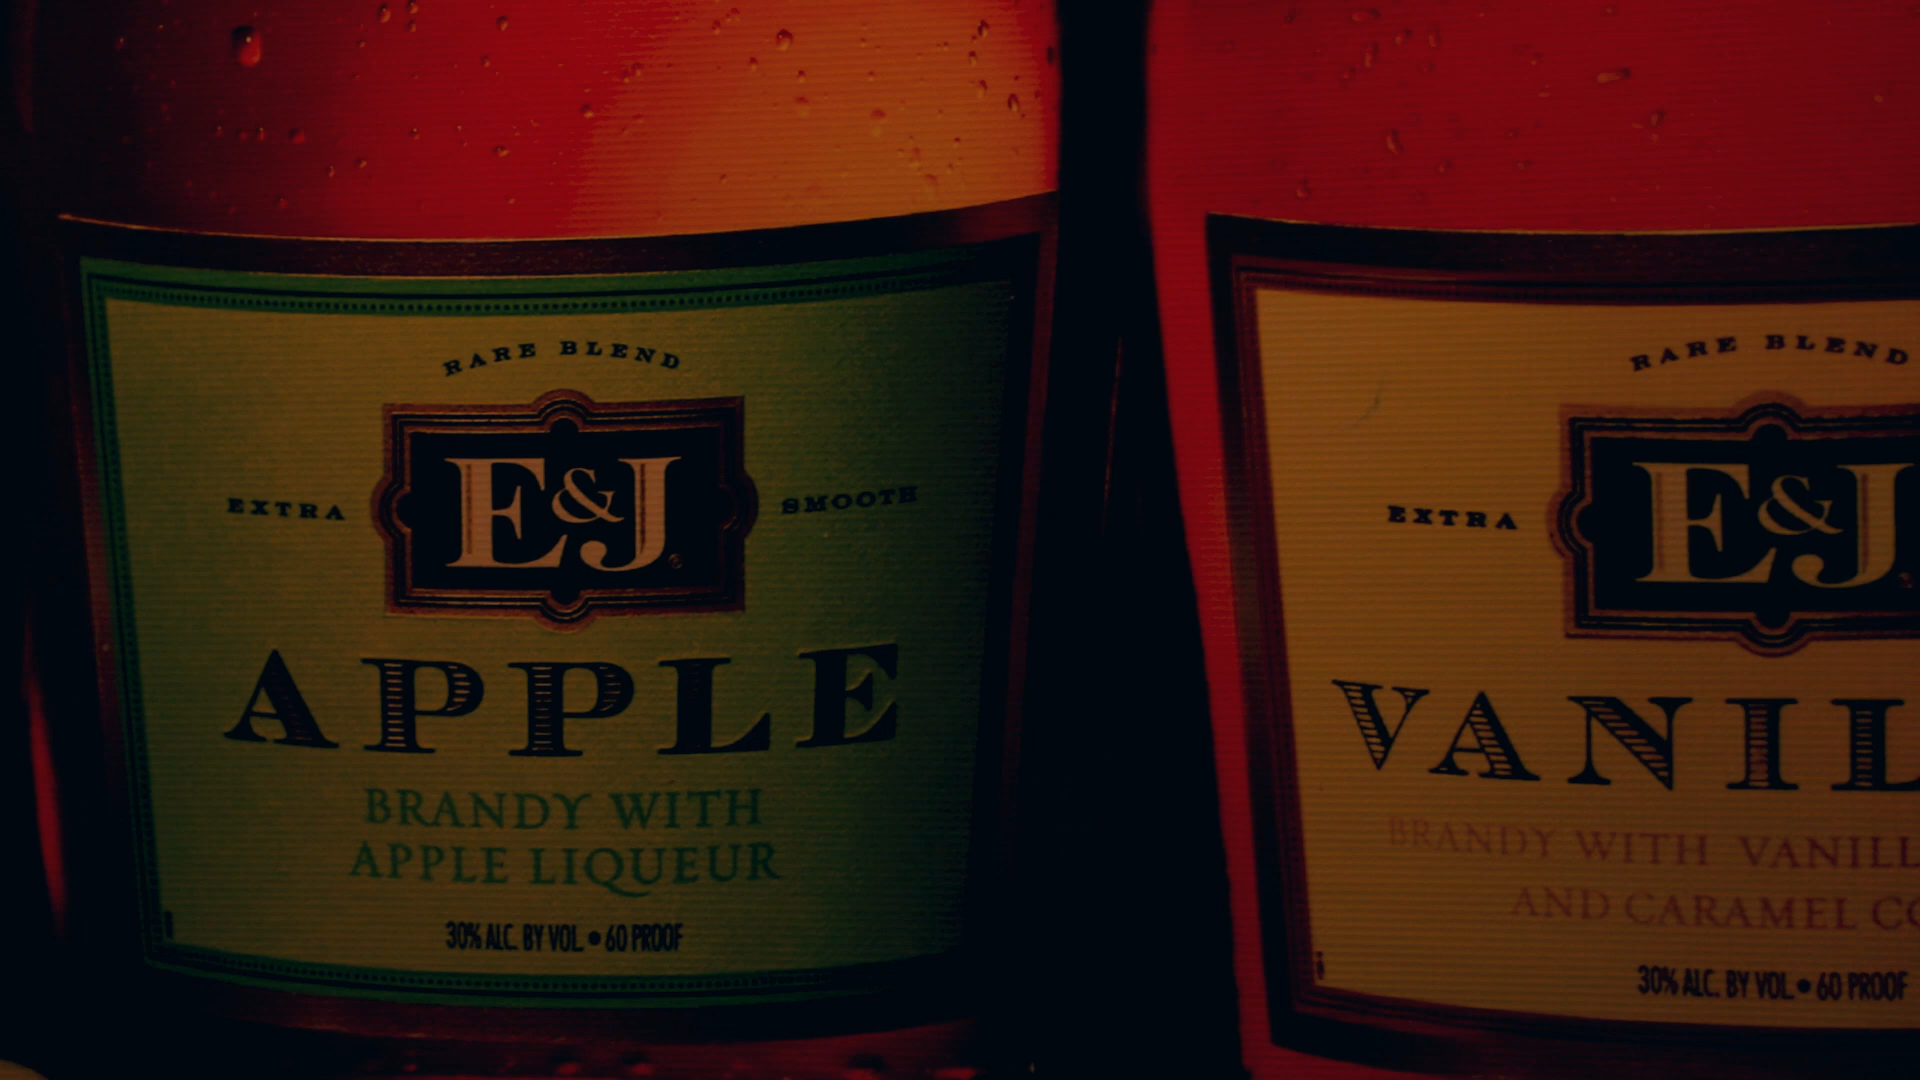 RARE BLEND
EXTRA E&J® SMOOTH
APPLE
BRANDY WITH
APPLE LIQUEUR
30% ALC. BY VOL. • 60 PROOF
RARE BLEND
EXTRA E&J®
VANIL
BRANDY WITH VANILL
AND CARAMEL CO
30% ALC. BY VOL. • 60 PROOF